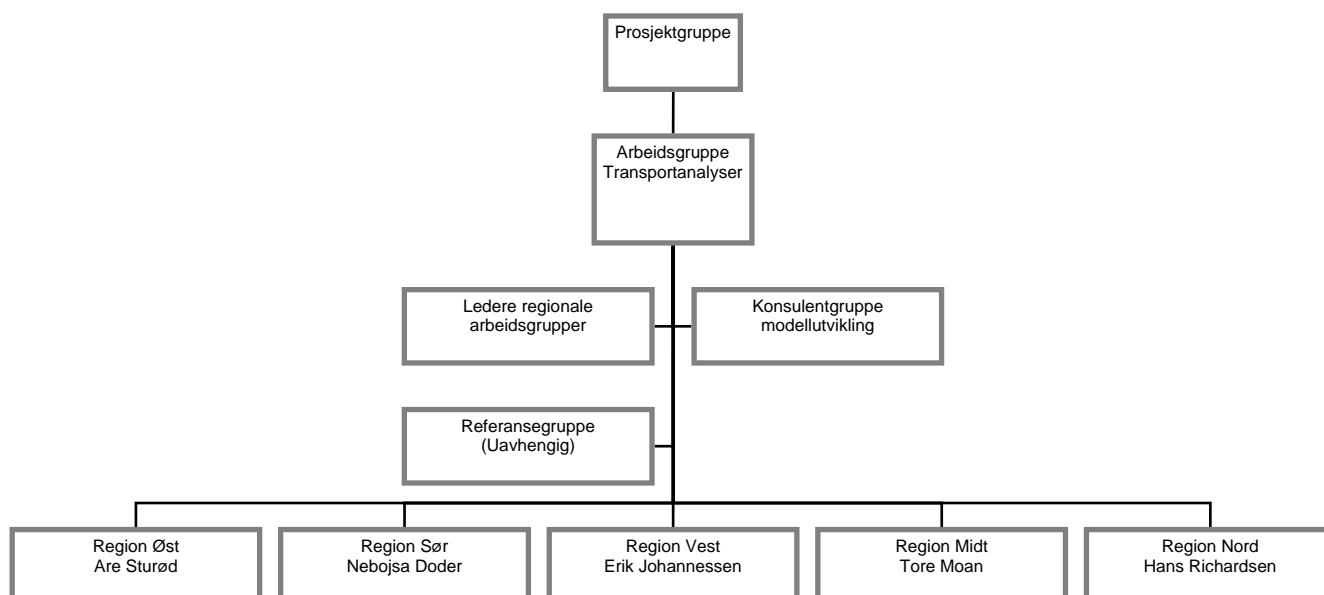 Prosjektgruppe
Arbeidsgruppe
Transportanalyser
Ledere regionale
arbeidsgrupper
Konsulentgruppe
modellutvikling
Referansegruppe
(Uavhengig)
Region Øst
Are Sturød
Region Sør
Nebojsa Doder
Region Vest
Erik Johannessen
Region Midt
Tore Moan
Region Nord
Hans Richardsen